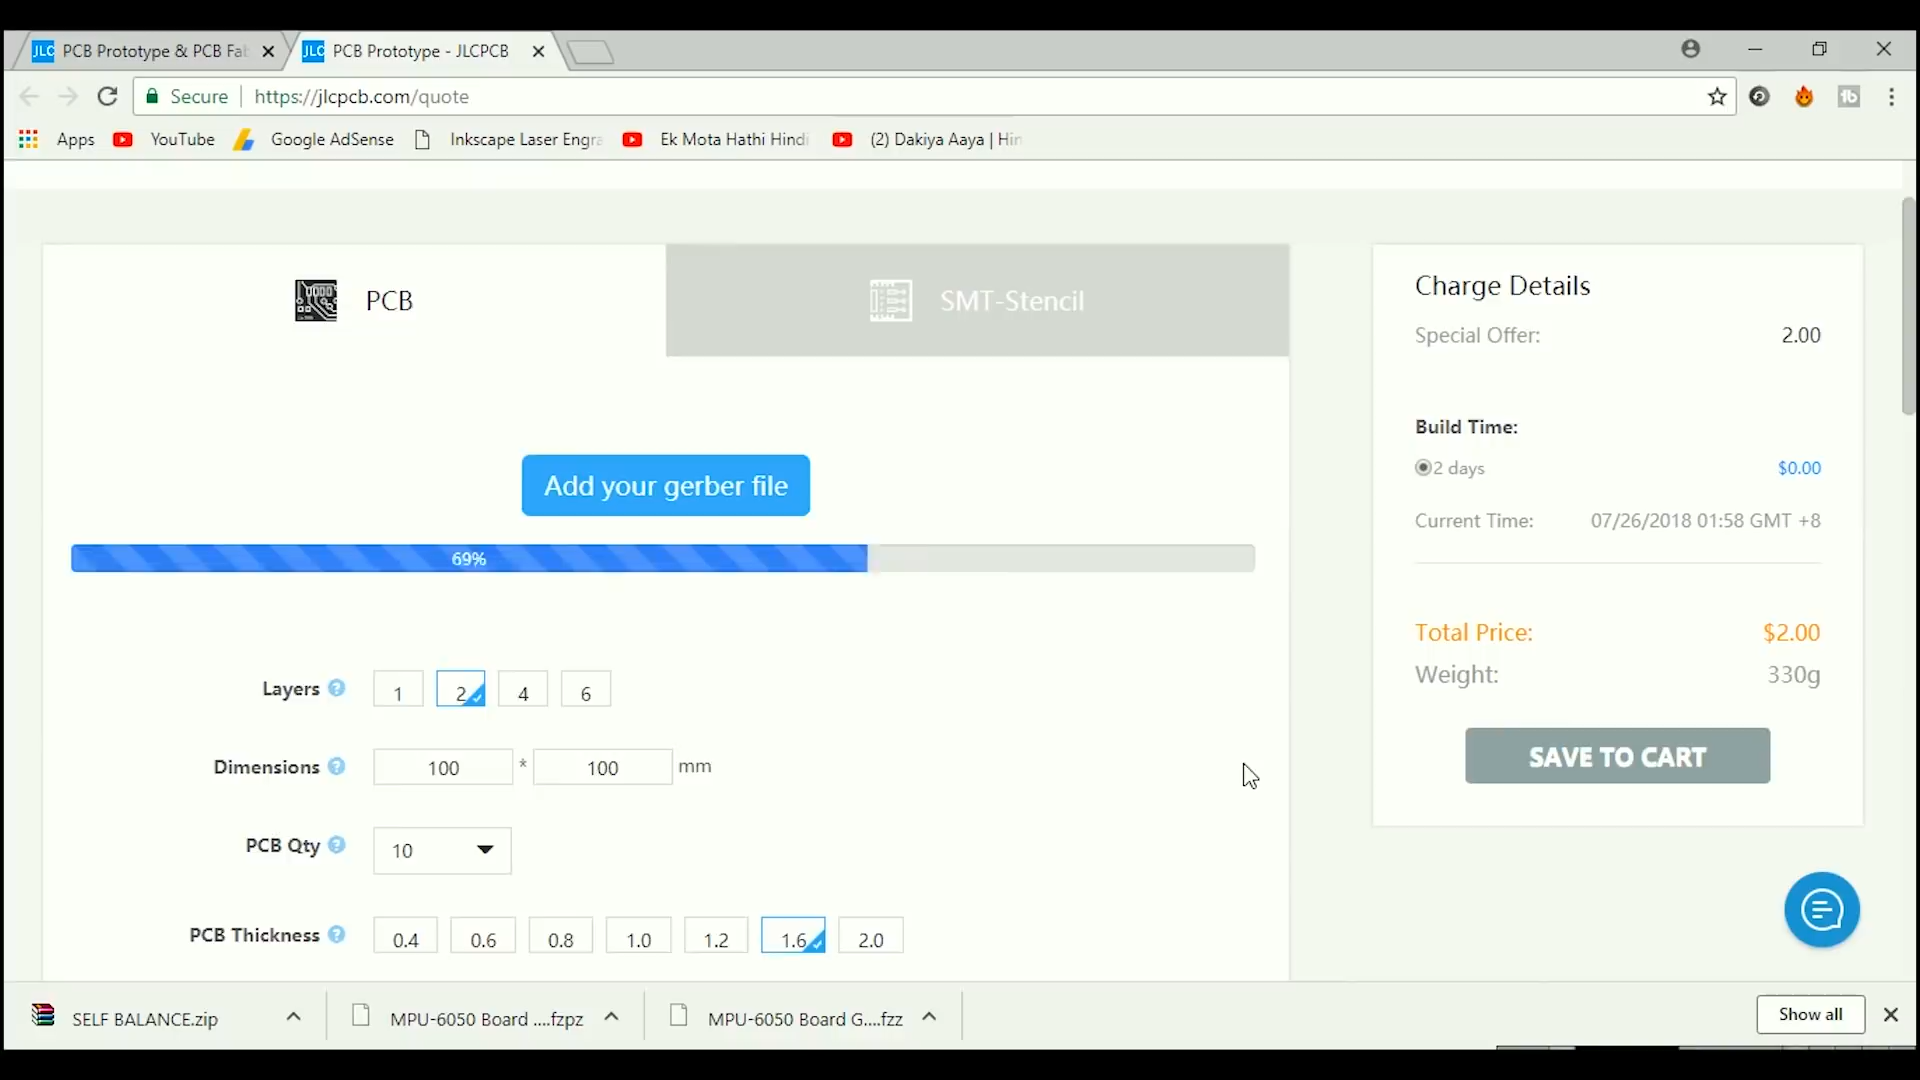 JLC PCB Prototype & PCB Fab
JLC PCB Prototype - JLCPCB
Secure https://jlcpcb.com/quote
Apps YouTube Google AdSense Inkscape Laser Engra Ek Mota Hathi Hindi (2) Dakiya Aaya | Hin
PCB
SMT-Stencil
Add your gerber file
69%
Layers ? 1 2 4 6
Dimensions ? 100 * 100 mm
PCB Qty ? 10
PCB Thickness ? 0.4 0.6 0.8 1.0 1.2 1.6 2.0
Charge Details
Special Offer: 2.00
Build Time:
2 days $0.00
Current Time: 07/26/2018 01:58 GMT +8
Total Price: $2.00
Weight: 330g
SAVE TO CART
SELF BALANCE.zip MPU-6050 Board ....fzpz MPU-6050 Board G....fzz Show all